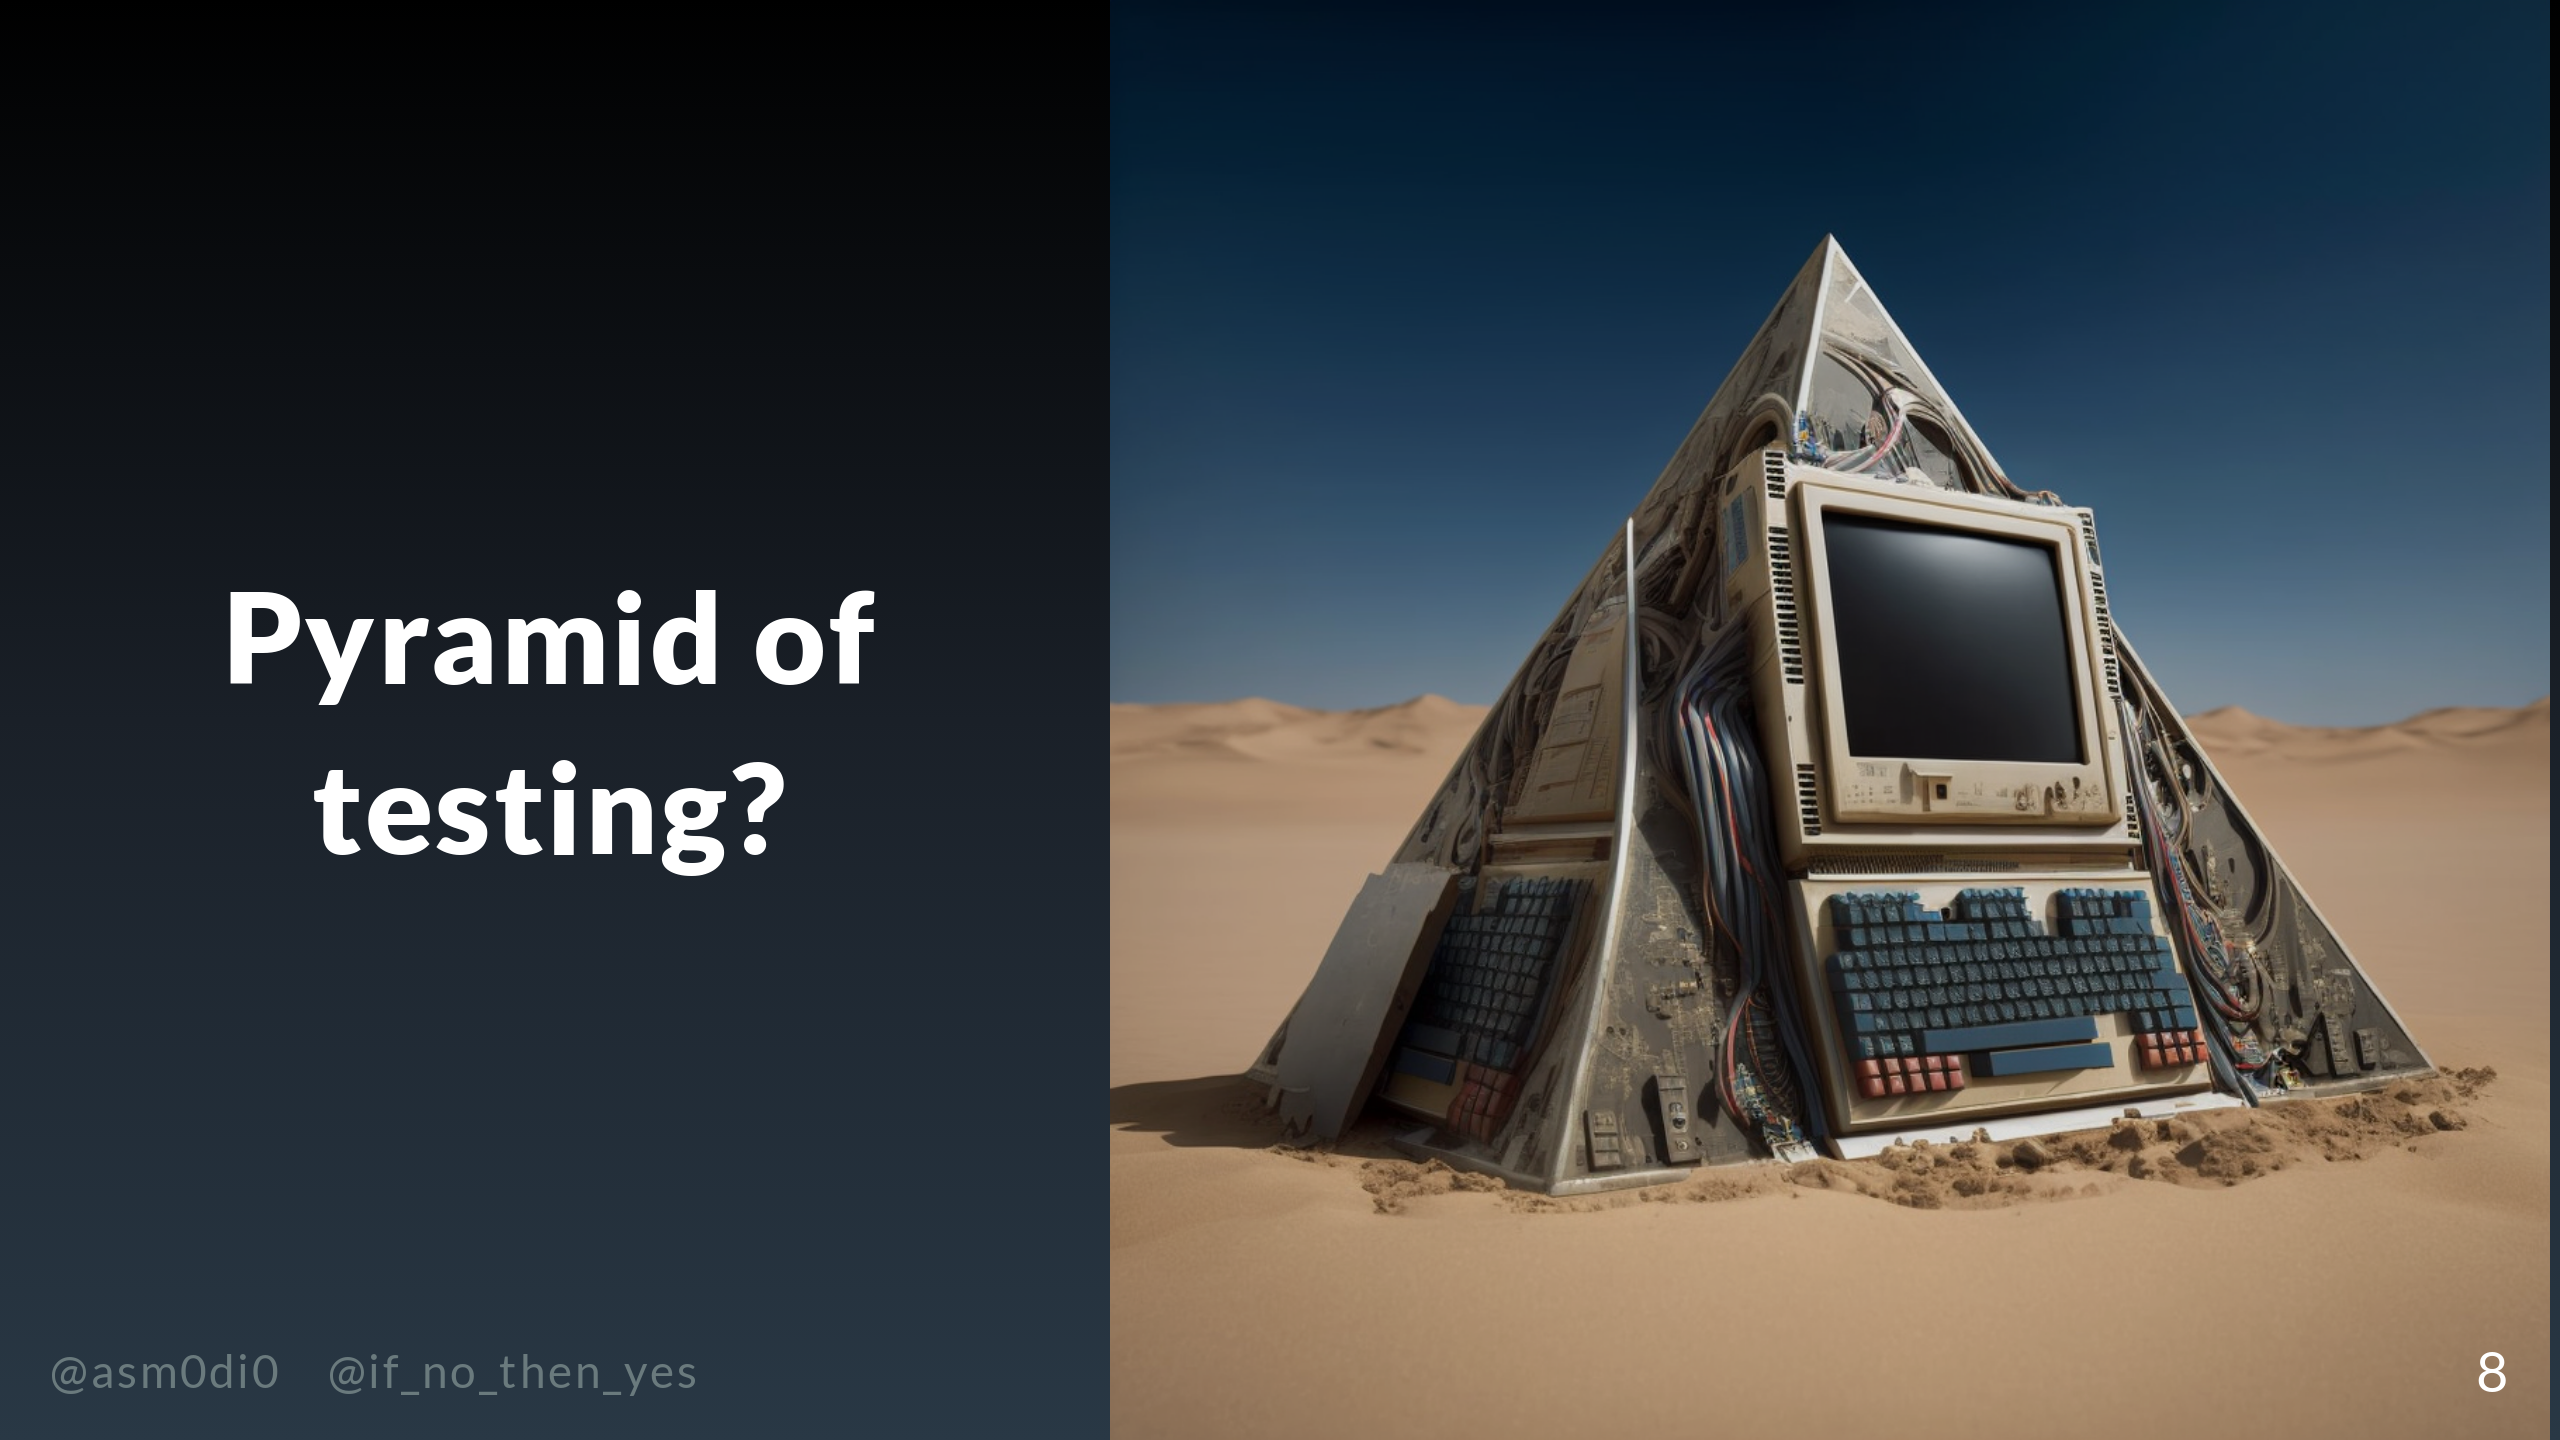 Pyramid of
testing?
@asm0di0 @if_no_then_yes
8